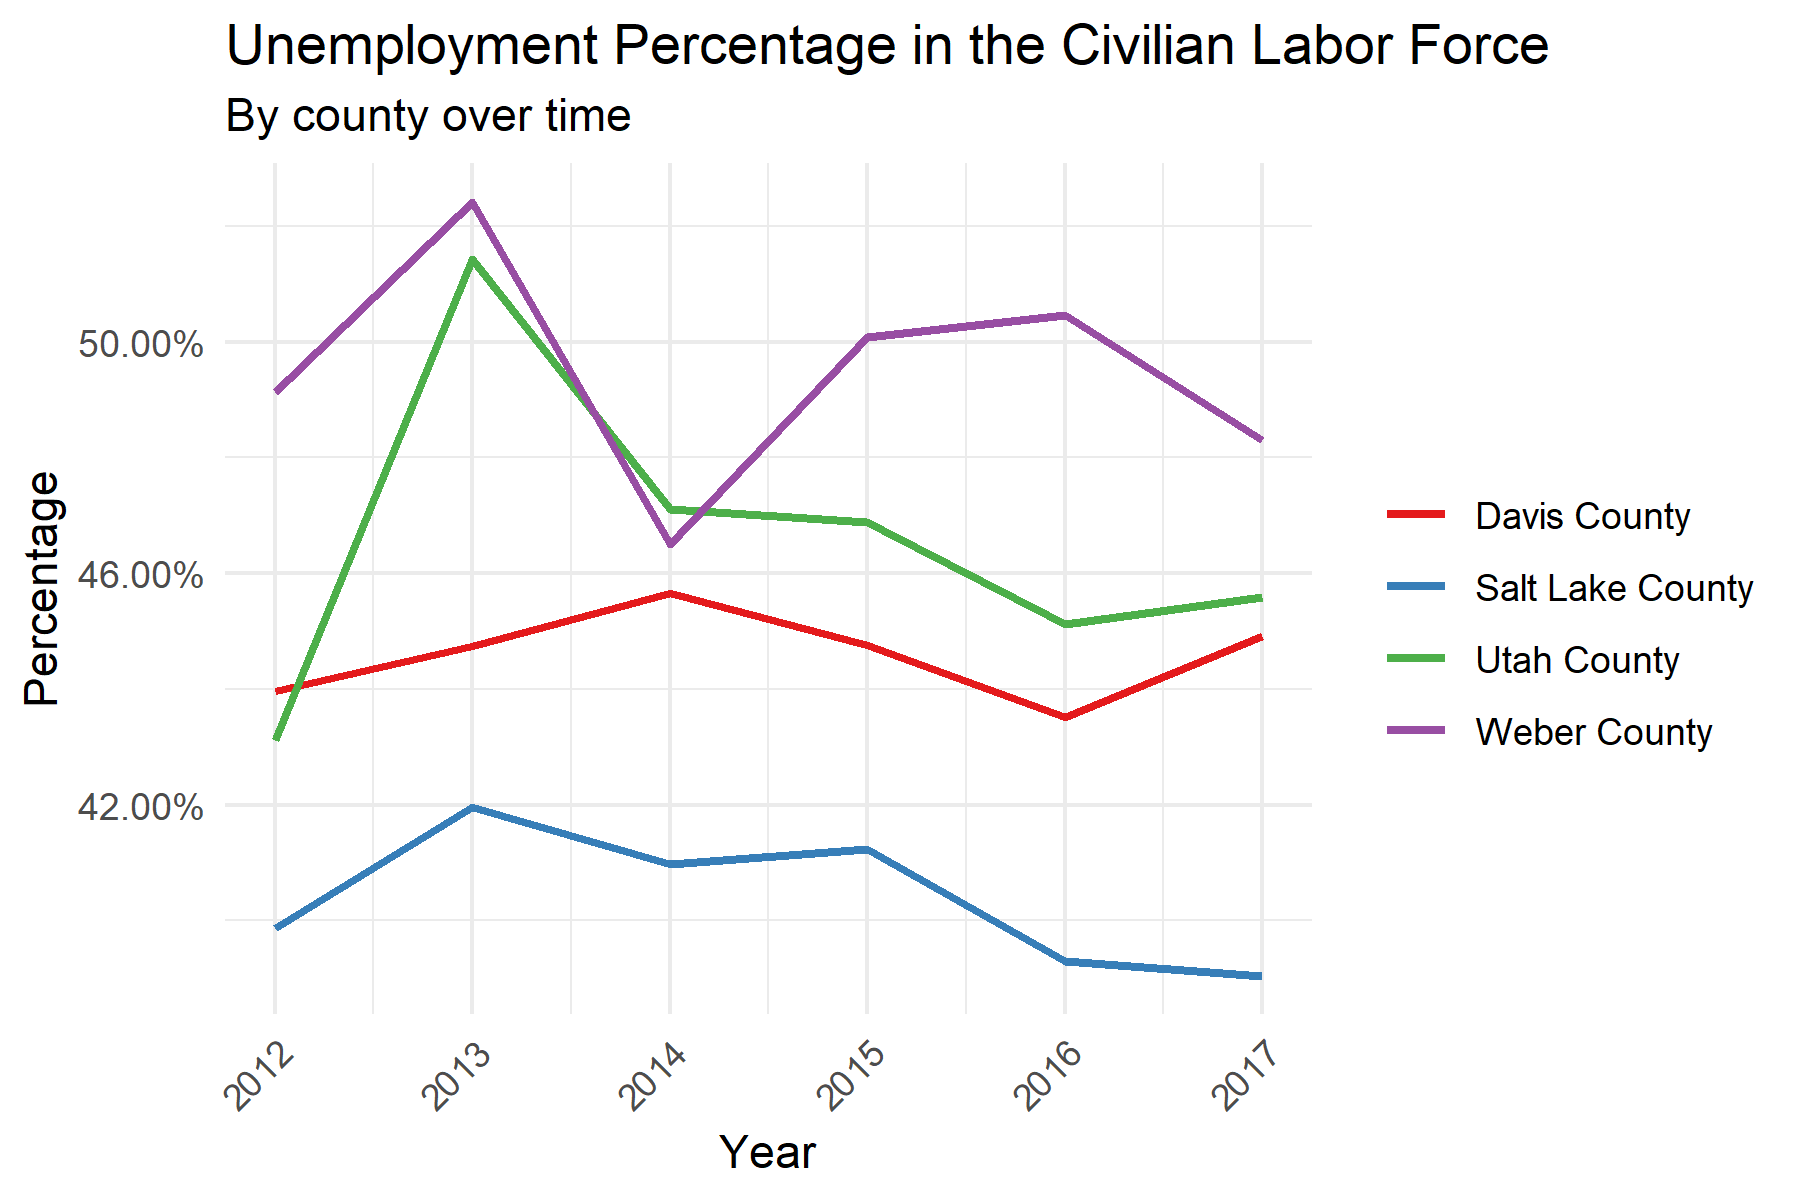 Unemployment Percentage in the Civilian Labor Force
By county over time
Percentage
50.00%
46.00%
42.00%
2012
2013
2014
2015
2016
2017
Year
Davis County
Salt Lake County
Utah County
Weber County